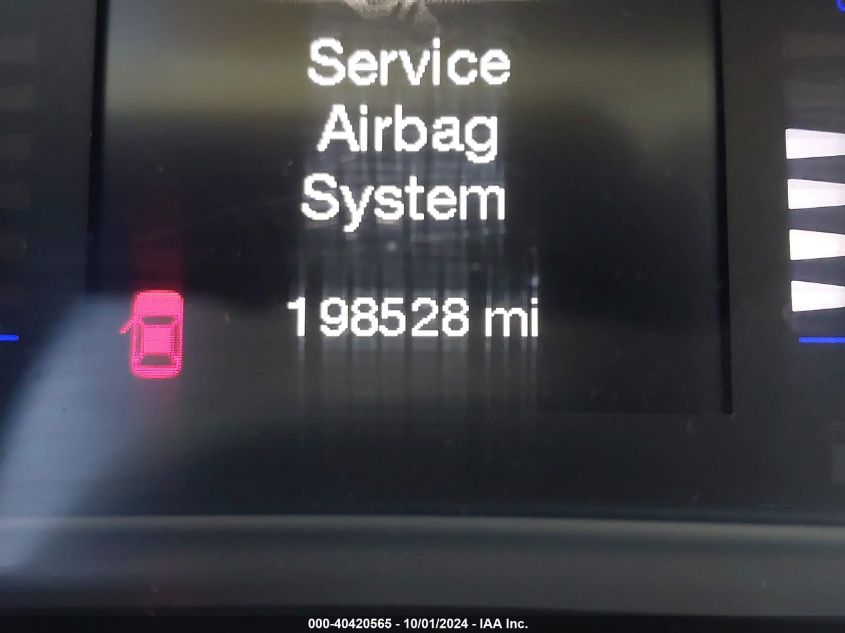 Service
Airbag
System
198528 mi
000-40420565 - 10/01/2024 - IAA Inc.